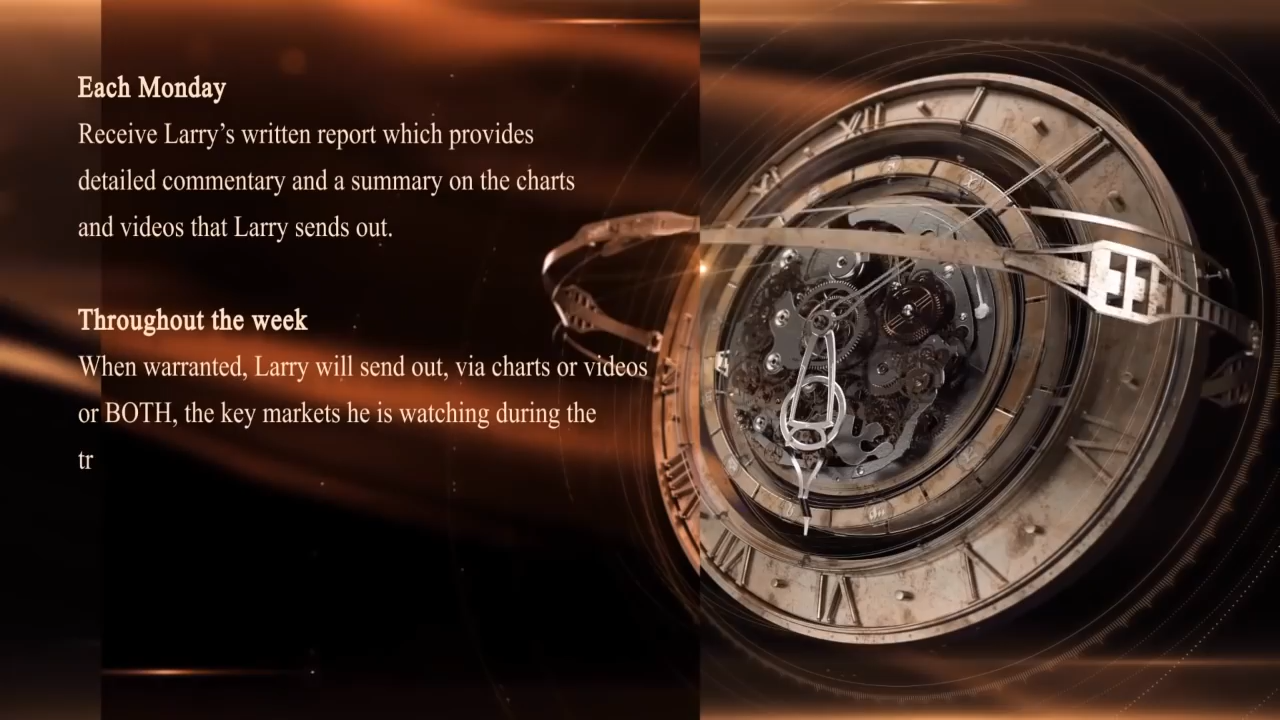 Each Monday
Receive Larry’s written report which provides
detailed commentary and a summary on the charts
and videos that Larry sends out.
Throughout the week
When warranted, Larry will send out, via charts or videos
or BOTH, the key markets he is watching during the
tr